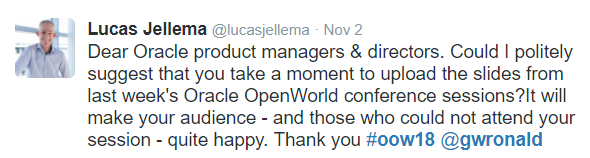 Lucas Jellema @lucasjellema · Nov 2
Dear Oracle product managers & directors. Could I politely
suggest that you take a moment to upload the slides from
last week's Oracle OpenWorld conference sessions?It will
make your audience - and those who could not attend your
session - quite happy. Thank you #oow18 @gwronald